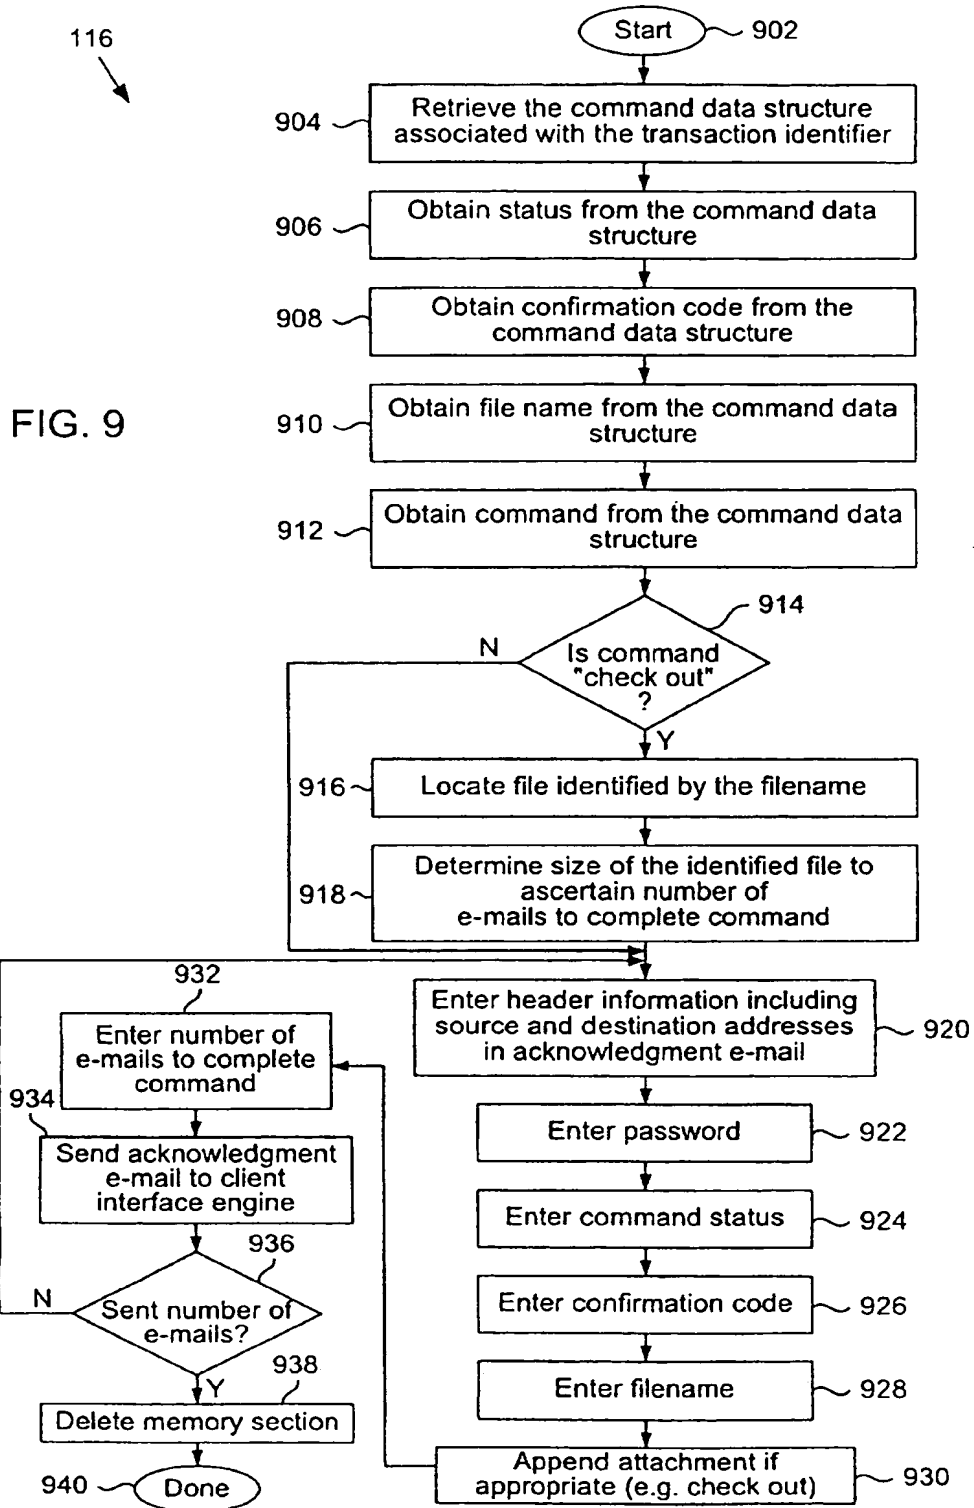 116
Start
902
904
Retrieve the command data structure
associated with the transaction identifier
906
Obtain status from the command data
structure
908
Obtain confirmation code from the
command data structure
FIG. 9
910
Obtain file name from the command data
structure
912
Obtain command from the command data
structure
914
N
Is command
"check out"
?
Y
916
Locate file identified by the filename
918
Determine size of the identified file to
ascertain number of
e-mails to complete command
920
Enter header information including
source and destination addresses
in acknowledgment e-mail
Enter password
922
Enter command status
924
Enter confirmation code
926
Enter filename
928
Append attachment if
appropriate (e.g. check out)
930
932
Enter number of
e-mails to complete
command
934
Send acknowledgment
e-mail to client
interface engine
936
N
Sent number of
e-mails?
Y
938
Delete memory section
940
Done